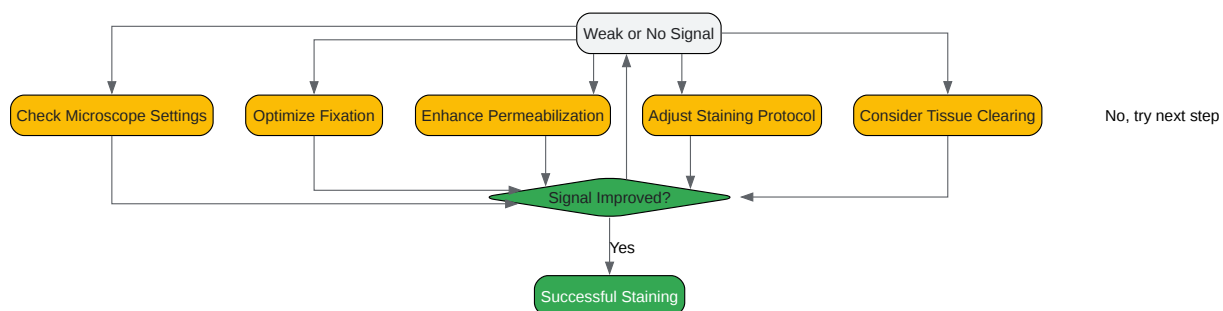 Weak or No Signal
Check Microscope Settings
Optimize Fixation
Enhance Permeabilization
Adjust Staining Protocol
Consider Tissue Clearing
No, try next step
Signal Improved?
Yes
Successful Staining